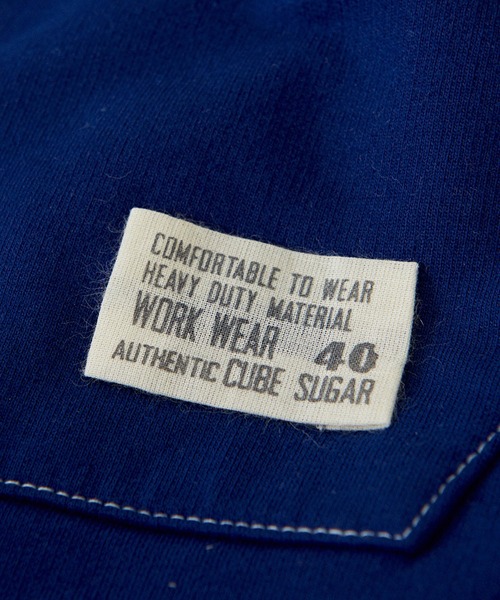 COMFORTABLE TO WEAR
HEAVY DUTY MATERIAL
WORK WEAR 40
AUTHENTIC CUBE SUGAR